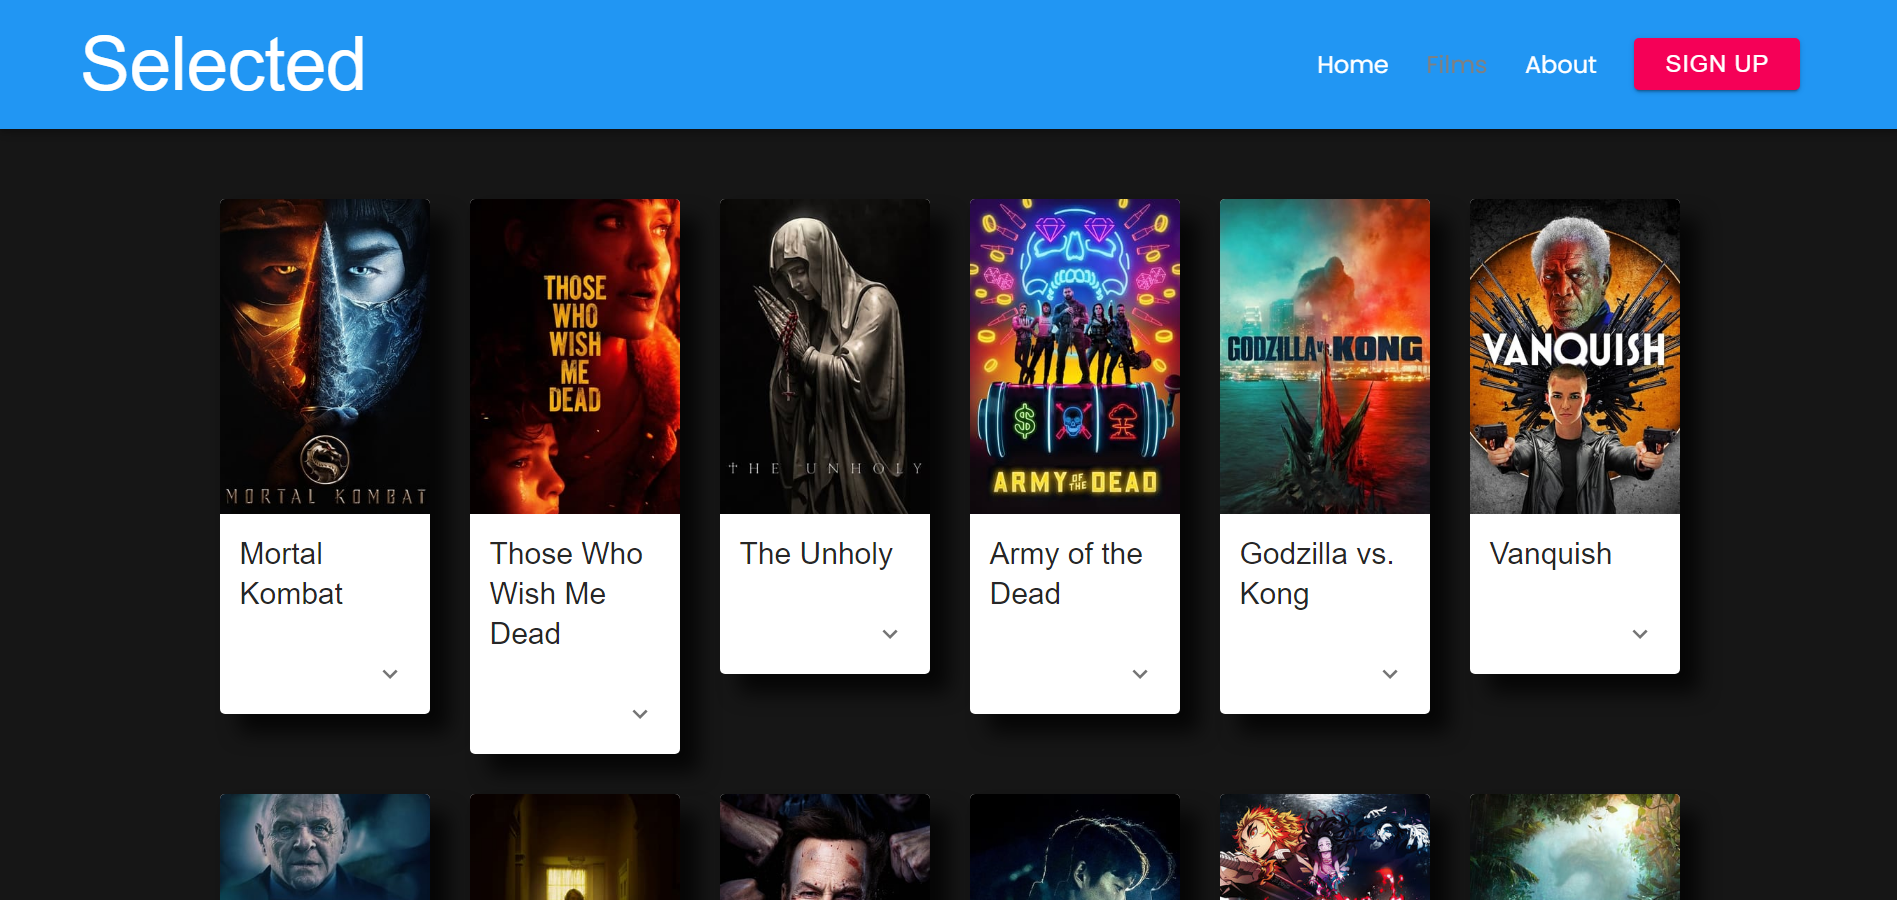 Selected
Home Films About SIGN UP
MORTAL KOMBAT
THOSE
WHO
WISH
ME
DEAD
THE UNHOLY
$
ARMY OF THE DEAD
GODZILLA VS. KONG
VANQUISH
Mortal
Kombat
Those Who
Wish Me
Dead
The Unholy
Army of the
Dead
Godzilla vs.
Kong
Vanquish